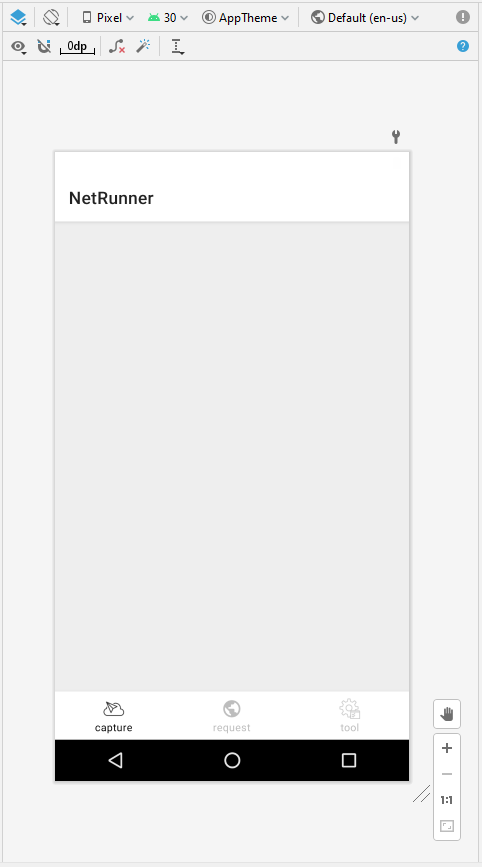 Pixel 30 AppTheme Default (en-us)
0dp
NetRunner
capture request tool
1:1